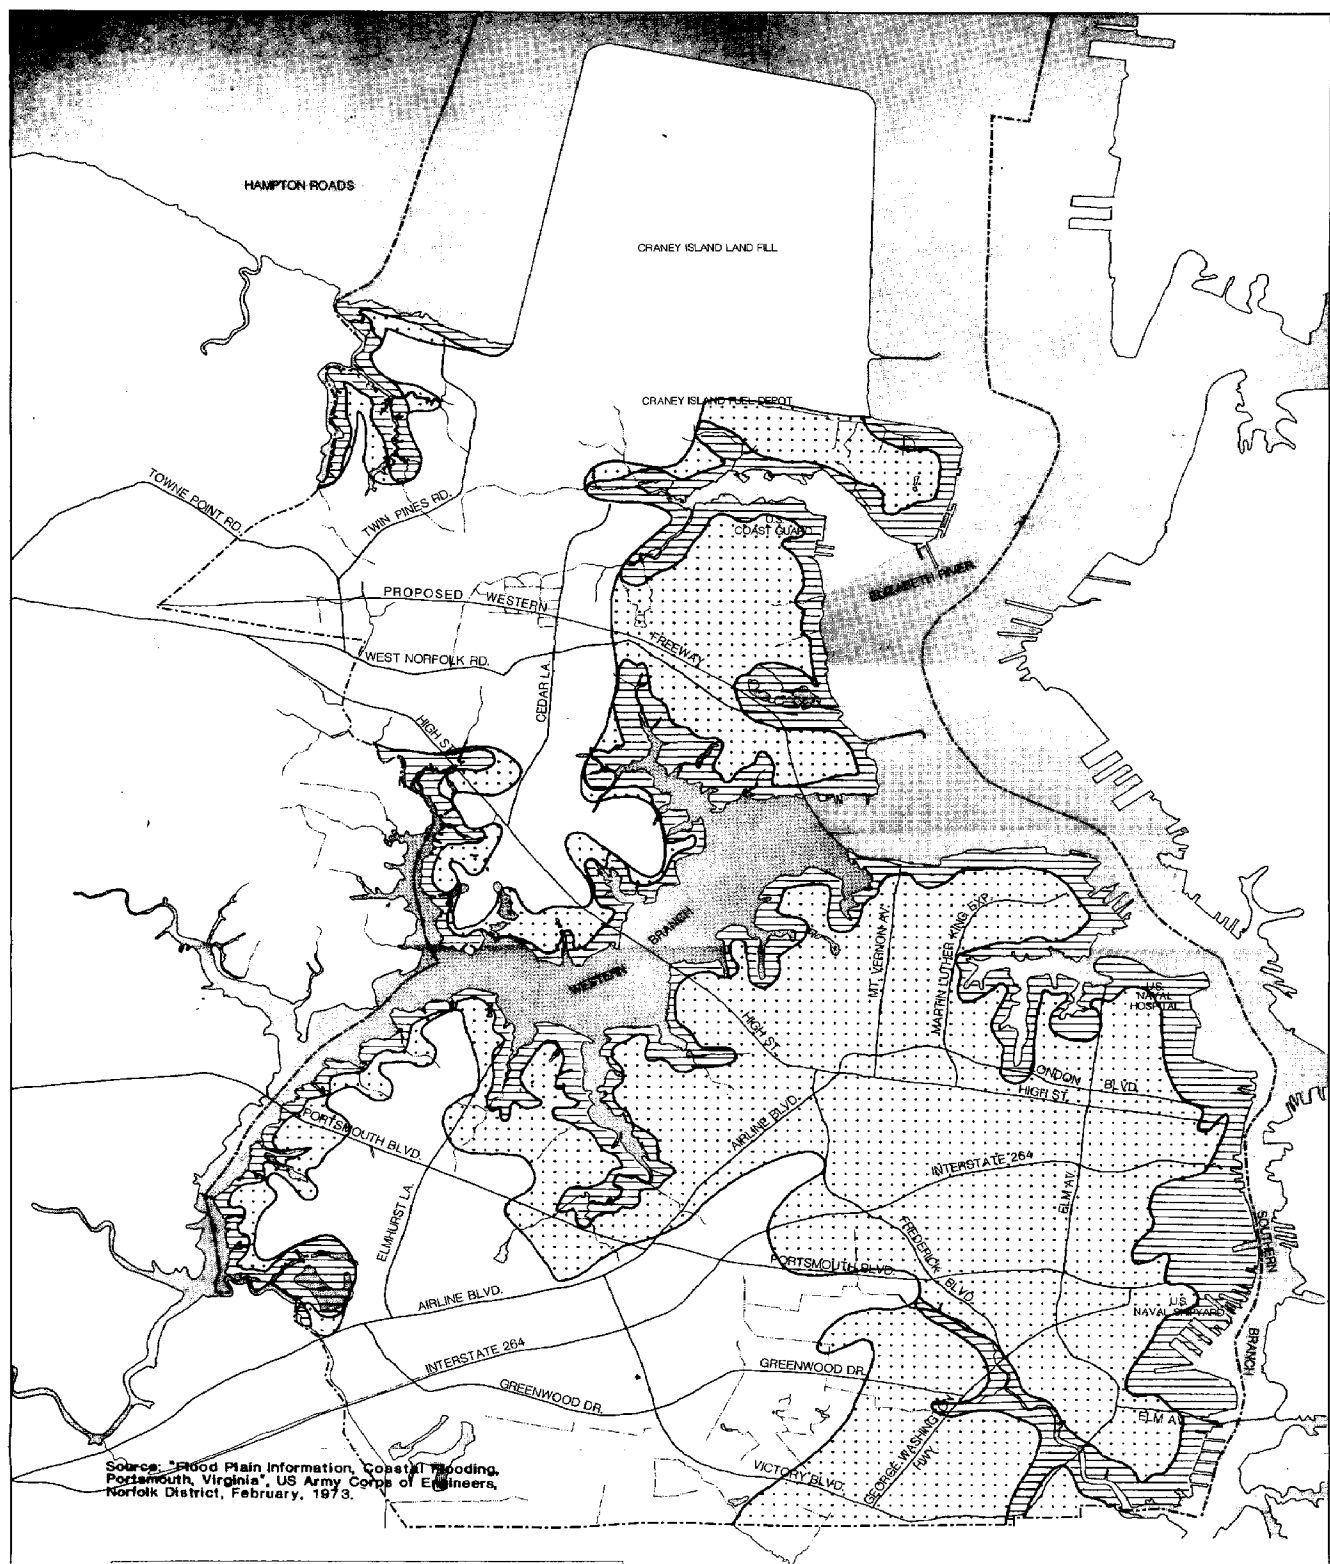 HAMPTON ROADS
CRANEY ISLAND LAND FILL
CRANEY ISLAND FUEL DEPOT
TOWNE POINT RD.
TWIN PINES RD.
U.S.
COAST GUARD
ELIZABETH RIVER
PROPOSED WESTERN FREEWAY
WEST NORFOLK RD.
CEDAR LA.
HIGH ST.
WESTERN BRANCH
MT. VERNON AV.
MARTIN LUTHER KING EXP.
U.S.
NAVAL
HOSPITAL
HIGH ST.
LONDON BLVD.
HIGH ST.
PORTSMOUTH BLVD.
AIRLINE BLVD.
INTERSTATE 264
ELM AV.
ELMHURST LA.
FREDERICK BLVD.
SOUTHERN BRANCH
PORTSMOUTH BLVD.
AIRLINE BLVD.
U.S.
NAVAL SHIPYARD
INTERSTATE 264
GREENWOOD DR.
GREENWOOD DR.
ELM AV.
GEORGE WASHINGTON
HWY.
VICTORY BLVD.
Source: "Flood Plain Information, Coastal Flooding,
Portsmouth, Virginia", US Army Corps of Engineers,
Norfolk District, February, 1973.